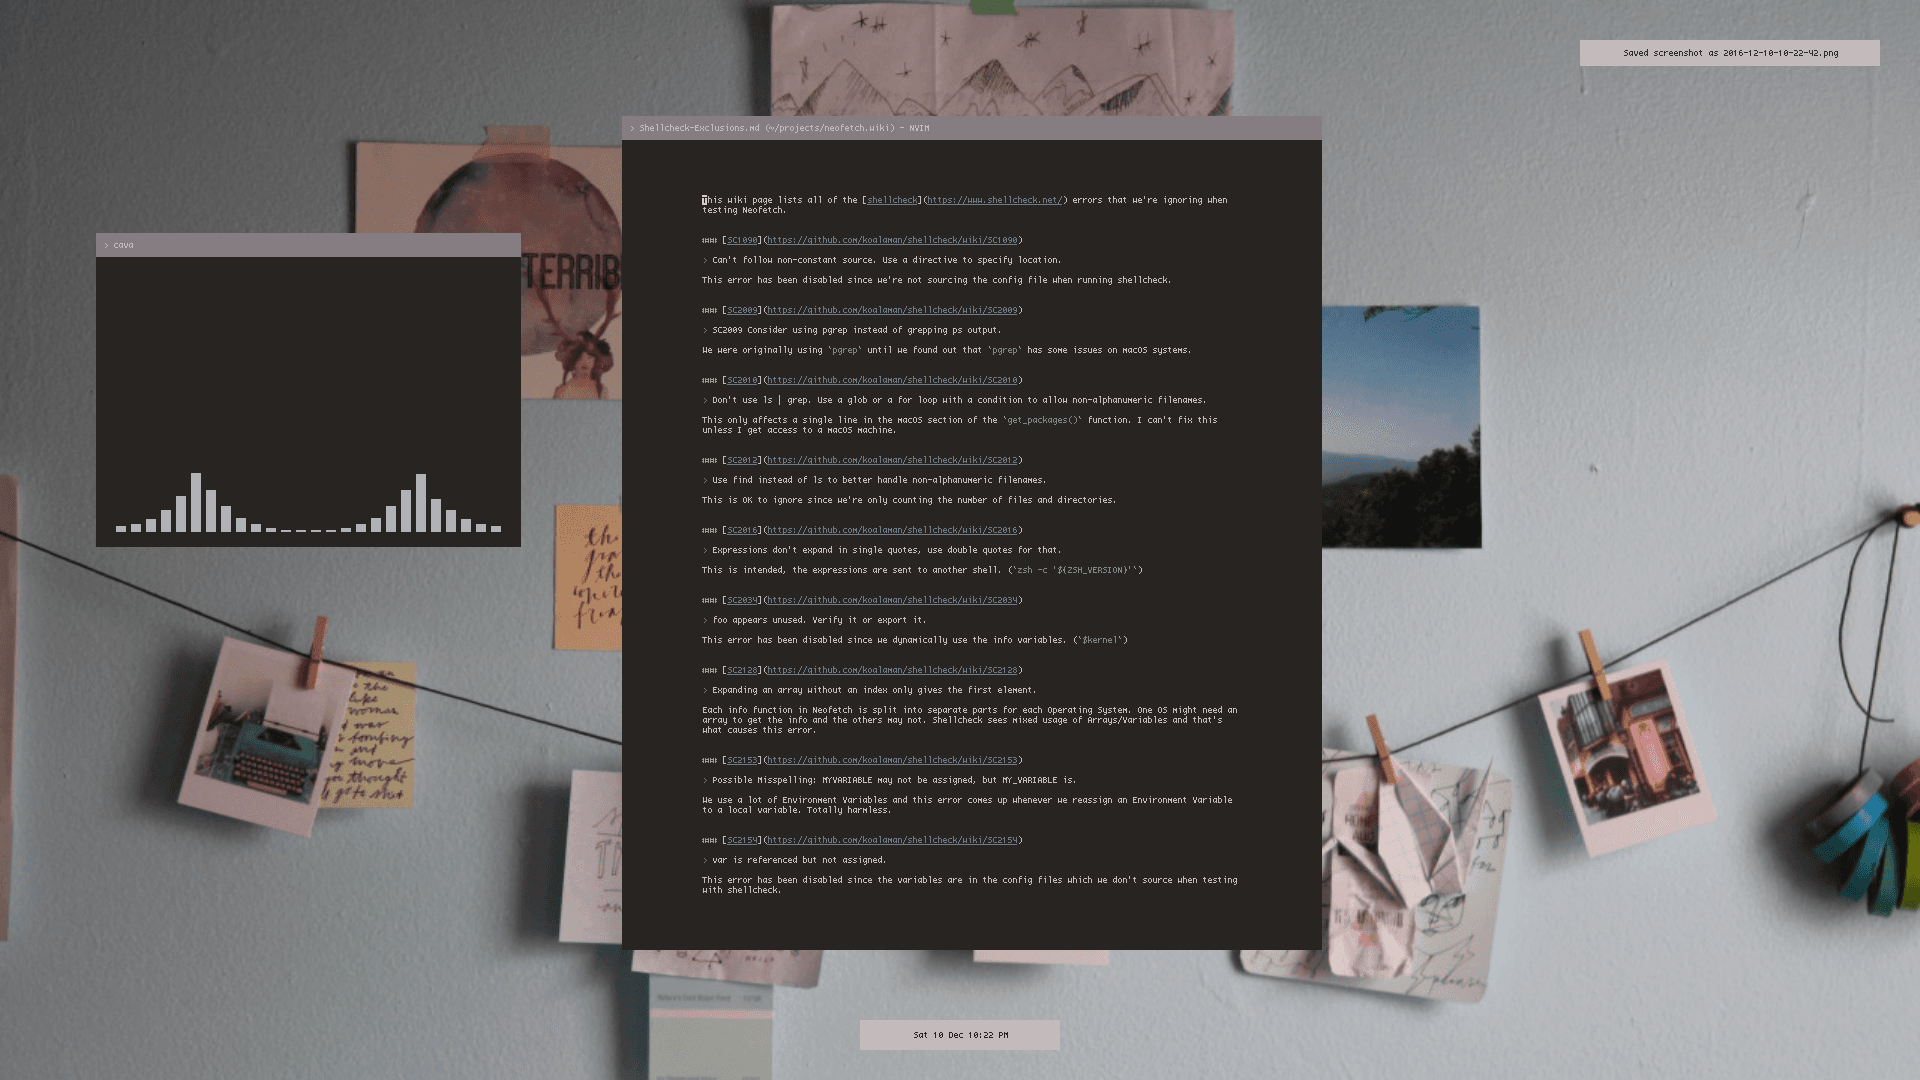 Saved screenshot as 2016-12-10-10-22-42.png
> Shellcheck-Exclusions.md (~/projects/neofetch.wiki) - NVIM
This wiki page lists all of the [shellcheck](https://www.shellcheck.net/) errors that we're ignoring when
testing Neofetch.
### [SC1090](https://github.com/koalaman/shellcheck/wiki/SC1090)
> Can't follow non-constant source. Use a directive to specify location.
This error has been disabled since we're not sourcing the config file when running shellcheck.
### [SC2009](https://github.com/koalaman/shellcheck/wiki/SC2009)
> SC2009 Consider using pgrep instead of grepping ps output.
We were originally using `pgrep` until we found out that `pgrep` has some issues on macOS systems.
### [SC2010](https://github.com/koalaman/shellcheck/wiki/SC2010)
> Don't use ls | grep. Use a glob or a for loop with a condition to allow non-alphanumeric filenames.
This only affects a single line in the macOS section of the `get_packages()` function. I can't fix this
unless I get access to a macOS machine.
### [SC2012](https://github.com/koalaman/shellcheck/wiki/SC2012)
> Use find instead of ls to better handle non-alphanumeric filenames.
This is OK to ignore since we're only counting the number of files and directories.
### [SC2016](https://github.com/koalaman/shellcheck/wiki/SC2016)
> Expressions don't expand in single quotes, use double quotes for that.
This is intended, the expressions are sent to another shell. (`zsh -c '${ZSH_VERSION}'`)
### [SC2034](https://github.com/koalaman/shellcheck/wiki/SC2034)
> foo appears unused. Verify it or export it.
This error has been disabled since we dynamically use the info variables. (`$kernel`)
### [SC2128](https://github.com/koalaman/shellcheck/wiki/SC2128)
> Expanding an array without an index only gives the first element.
Each info function in Neofetch is split into separate parts for each Operating System. One OS might need an
array to get the info and the others may not. Shellcheck sees mixed usage of Arrays/Variables and that's
what causes this error.
### [SC2153](https://github.com/koalaman/shellcheck/wiki/SC2153)
> Possible Misspelling: MYVARIABLE may not be assigned, but MY_VARIABLE is.
We use a lot of Environment Variables and this error comes up whenever we reassign an Environment Variable
to a local variable. Totally harmless.
### [SC2154](https://github.com/koalaman/shellcheck/wiki/SC2154)
> var is referenced but not assigned.
This error has been disabled since the variables are in the config files which we don't source when testing
with shellcheck.
> cava
TERRIB
the
the
like
woman
and
move
you thought
Sat 10 Dec 10:22 PM